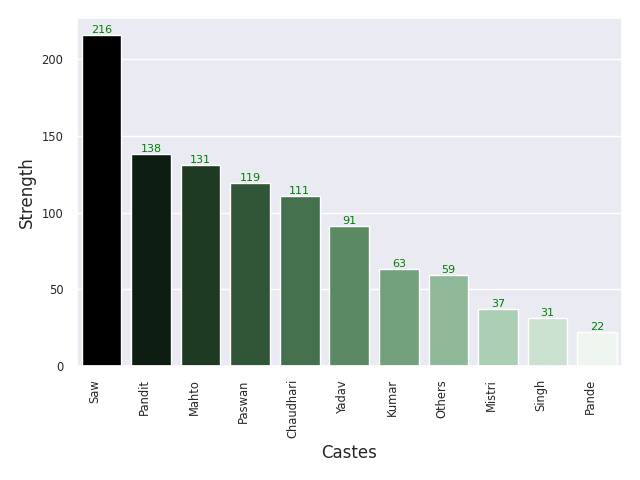 216
138
131
119
111
91
63
59
37
31
22
200
150
100
50
0
Strength
Saw
Pandit
Mahto
Paswan
Chaudhari
Yadav
Kumar
Others
Mistri
Singh
Pande
Castes